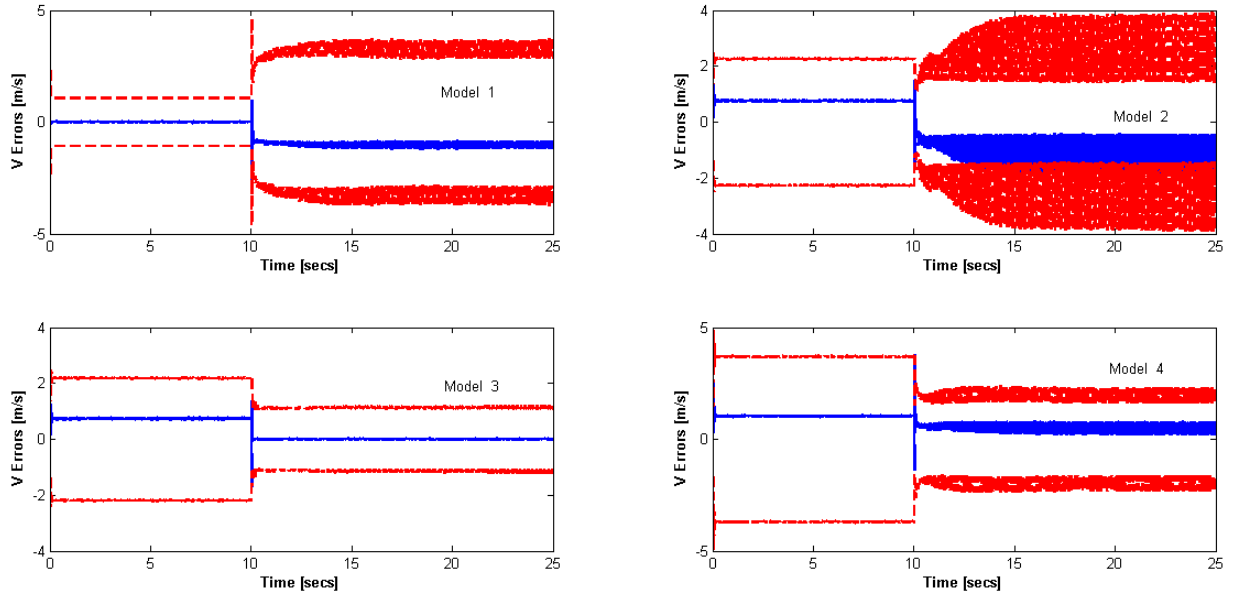 5
0
-5
V Errors [m/s]
Model 1
0 5 10 15 20 25
Time [secs]
4
2
0
-2
-4
V Errors [m/s]
Model 2
0 5 10 15 20 25
Time [secs]
4
2
0
-2
-4
V Errors [m/s]
Model 3
0 5 10 15 20 25
Time [secs]
5
0
-5
V Errors [m/s]
Model 4
0 5 10 15 20 25
Time [secs]